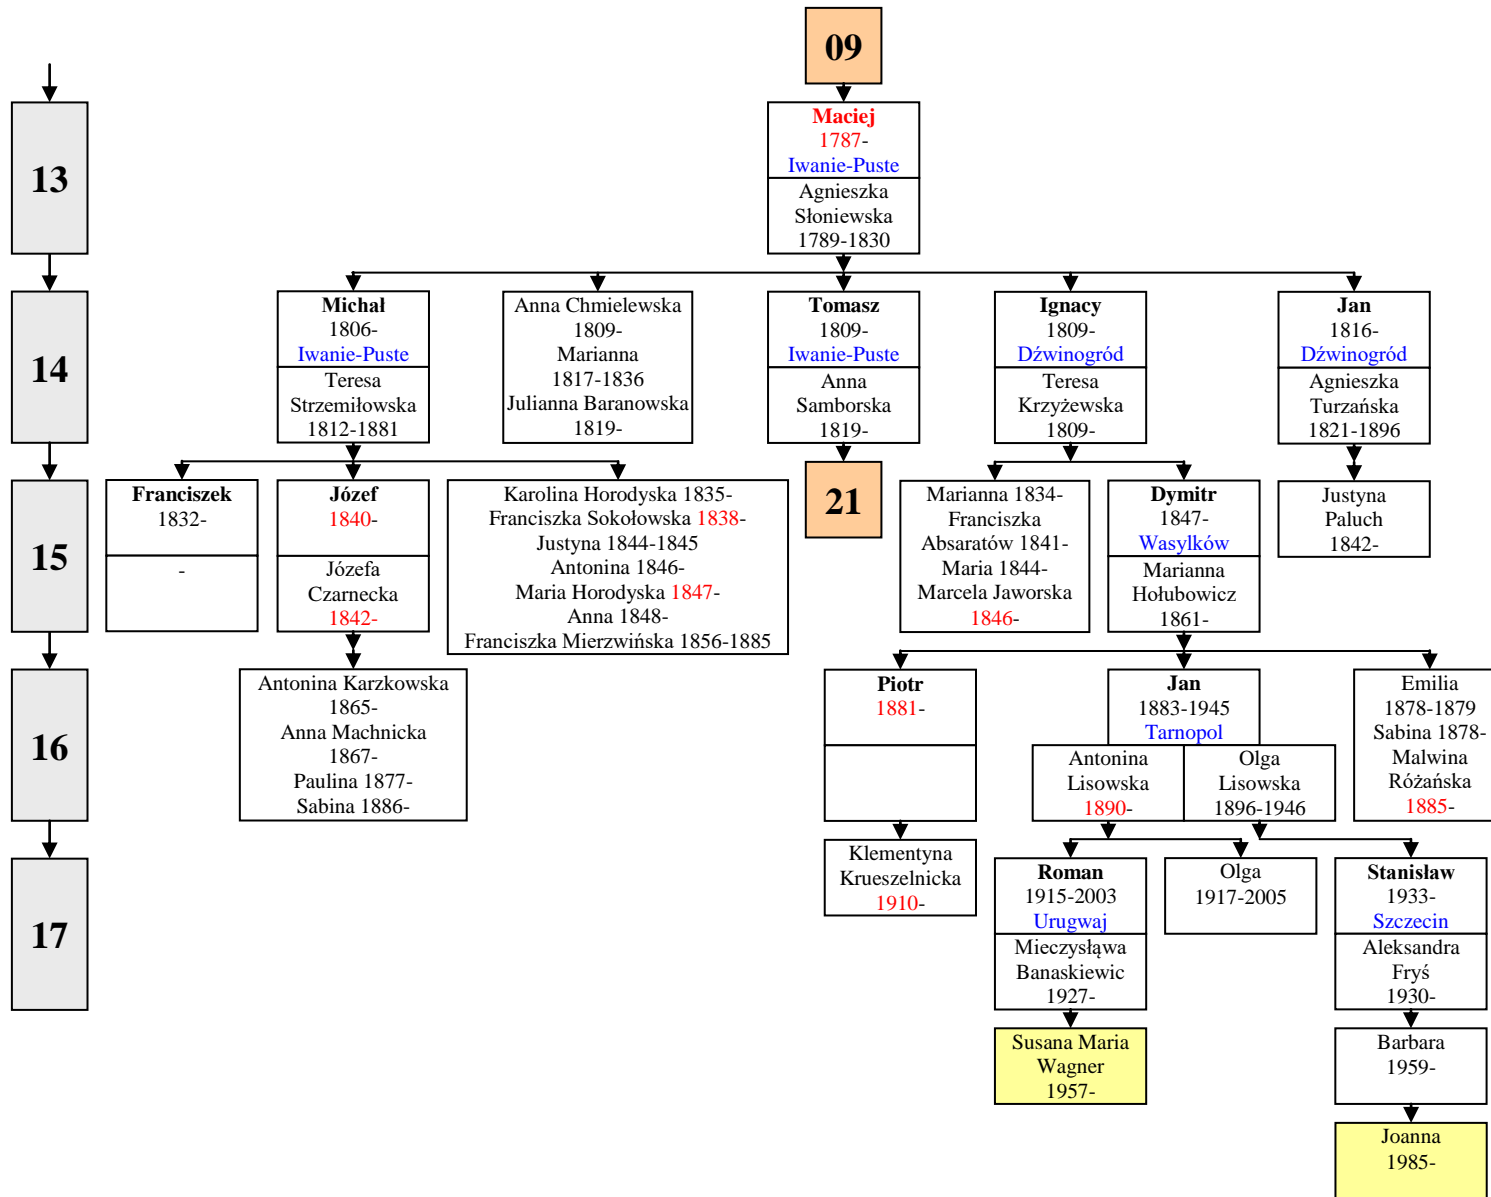 09
13
Maciej
1787-
Iwanie-Puste
Agnieszka
Słoniewska
1789-1830
14
Michał
1806-
Iwanie-Puste
Teresa
Strzemiłowska
1812-1881
Anna Chmielewska
1809-
Marianna
1817-1836
Julianna Baranowska
1819-
Tomasz
1809-
Iwanie-Puste
Anna
Samborska
1819-
Ignacy
1809-
Dźwinogród
Teresa
Krzyżewska
1809-
Jan
1816-
Dźwinogród
Agnieszka
Turzańska
1821-1896
15
Franciszek
1832-
-
Józef
1840-
Józefa
Czarnecka
1842-
Karolina Horodyska 1835-
Franciszka Sokołowska 1838-
Justyna 1844-1845
Antonina 1846-
Maria Horodyska 1847-
Anna 1848-
Franciszka Mierzwińska 1856-1885
21
Marianna 1834-
Franciszka
Absaratów 1841-
Maria 1844-
Marcela Jaworska
1846-
Dymitr
1847-
Wasylków
Marianna
Hołubowicz
1861-
Justyna
Paluch
1842-
16
Antonina Karzkowska
1865-
Anna Machnicka
1867-
Paulina 1877-
Sabina 1886-
Piotr
1881-
Jan
1883-1945
Tarnopol
Antonina
Lisowska
1890-
Olga
Lisowska
1896-1946
Emilia
1878-1879
Sabina 1878-
Malwina
Różańska
1885-
17
Klementyna
Krueszelnicka
1910-
Roman
1915-2003
Urugwaj
Mieczysłąwa
Banaskiewic
1927-
Olga
1917-2005
Stanisław
1933-
Szczecin
Aleksandra
Fryś
1930-
Susana Maria
Wagner
1957-
Barbara
1959-
Joanna
1985-